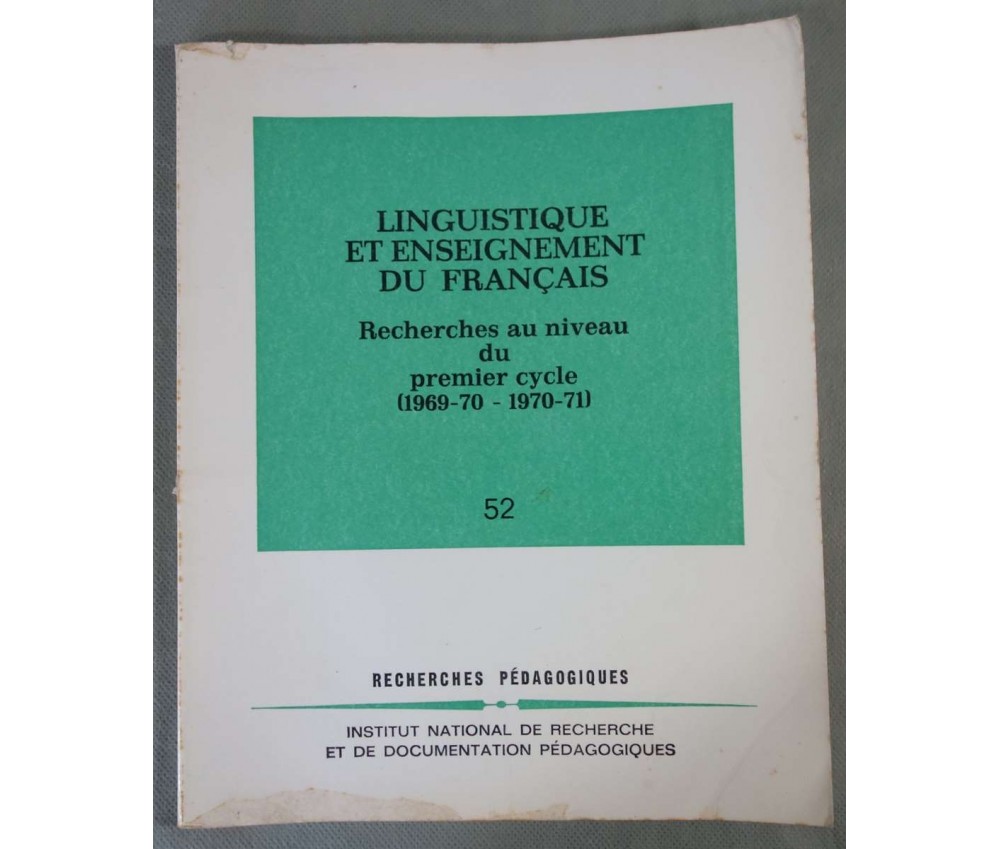 LINGUISTIQUE
ET ENSEIGNEMENT
DU FRANÇAIS
Recherches au niveau
du
premier cycle
(1969-70 - 1970-71)
52
RECHERCHES PÉDAGOGIQUES
INSTITUT NATIONAL DE RECHERCHE
ET DE DOCUMENTATION PÉDAGOGIQUES